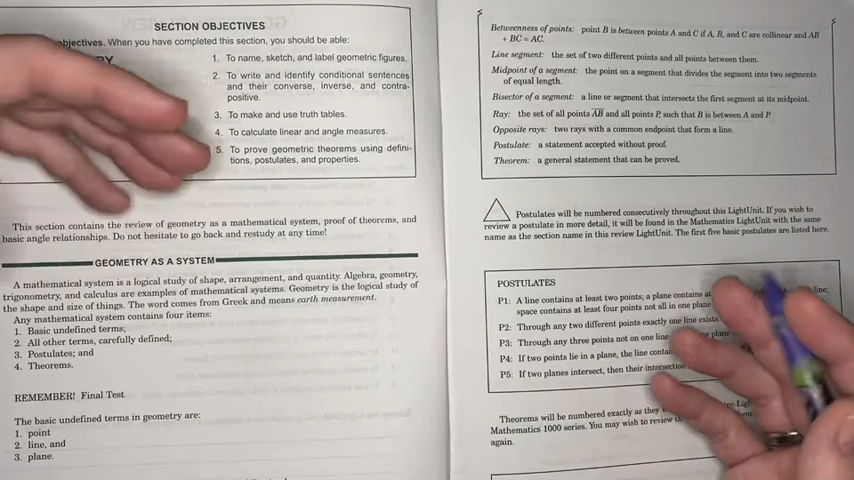 SECTION OBJECTIVES
objectives. When you have completed this section, you should be able:
1. To name, sketch, and label geometric figures.
2. To write and identify conditional sentences
and their converse, inverse, and contra-
positive.
3. To make and use truth tables.
4. To calculate linear and angle measures.
5. To prove geometric theorems using defini-
tions, postulates, and properties.
This section contains the review of geometry as a mathematical system, proof of theorems, and
basic angle relationships. Do not hesitate to go back and restudy at any time!
GEOMETRY AS A SYSTEM
A mathematical system is a logical study of shape, arrangement, and quantity. Algebra, geometry,
trigonometry, and calculus are examples of mathematical systems. Geometry is the logical study of
the shape and size of things. The word comes from Greek and means earth measurement.
Any mathematical system contains four items:
1. Basic undefined terms;
2. All other terms, carefully defined;
3. Postulates; and
4. Theorems.
REMEMBER! Final Test
The basic undefined terms in geometry are:
1. point
2. line, and
3. plane.
Betweenness of points: point B is between points A and C if A, B, and C are collinear and AB
+ BC = AC.
Line segment: the set of two different points and all points between them.
Midpoint of a segment: the point on a segment that divides the segment into two segments
of equal length.
Bisector of a segment: a line or segment that intersects the first segment at its midpoint.
Ray: the set of all points AB and all points P, such that B is between A and P.
Opposite rays: two rays with a common endpoint that form a line.
Postulate: a statement accepted without proof.
Theorem: a general statement that can be proved.
Postulates will be numbered consecutively throughout this LightUnit. If you wish to
review a postulate in more detail, it will be found in the Mathematics LightUnit with the same
name as the section name in this review LightUnit. The first five basic postulates are listed here.
POSTULATES
P1: A line contains at least two points; a plane contains at line;
space contains at least four points not all in one plane
P2: Through any two different points exactly one line exists
P3: Through any three points not on one line plane
P4: If two points lie in a plane, the line
P5: If two planes intersect, then their intersection
Theorems will be numbered exactly as they
Mathematics 1000 series. You may wish to review
again.